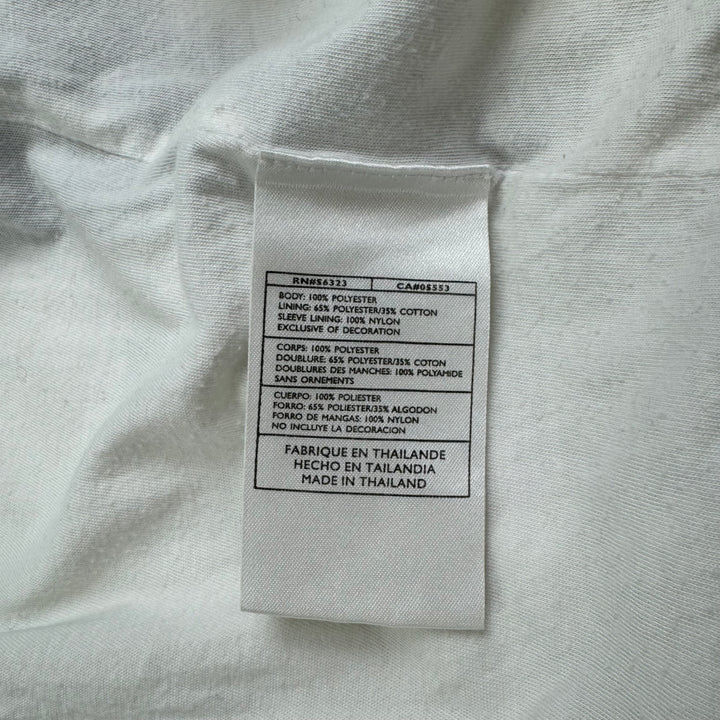 RN#56323 CA#05553
BODY: 100% POLYESTER
LINING: 65% POLYESTER/35% COTTON
SLEEVE LINING: 100% NYLON
EXCLUSIVE OF DECORATION
CORPS: 100% POLYESTER
DOUBLURE: 65% POLYESTER/35% COTON
DOUBLURES DES MANCHES: 100% POLYAMIDE
SANS ORNEMENTS
CUERPO: 100% POLIESTER
FORRO: 65% POLIESTER/35% ALGODON
FORRO DE MANGAS: 100% NYLON
NO INCLUYE LA DECORACION
FABRIQUE EN THAILANDE
HECHO EN TAILANDIA
MADE IN THAILAND